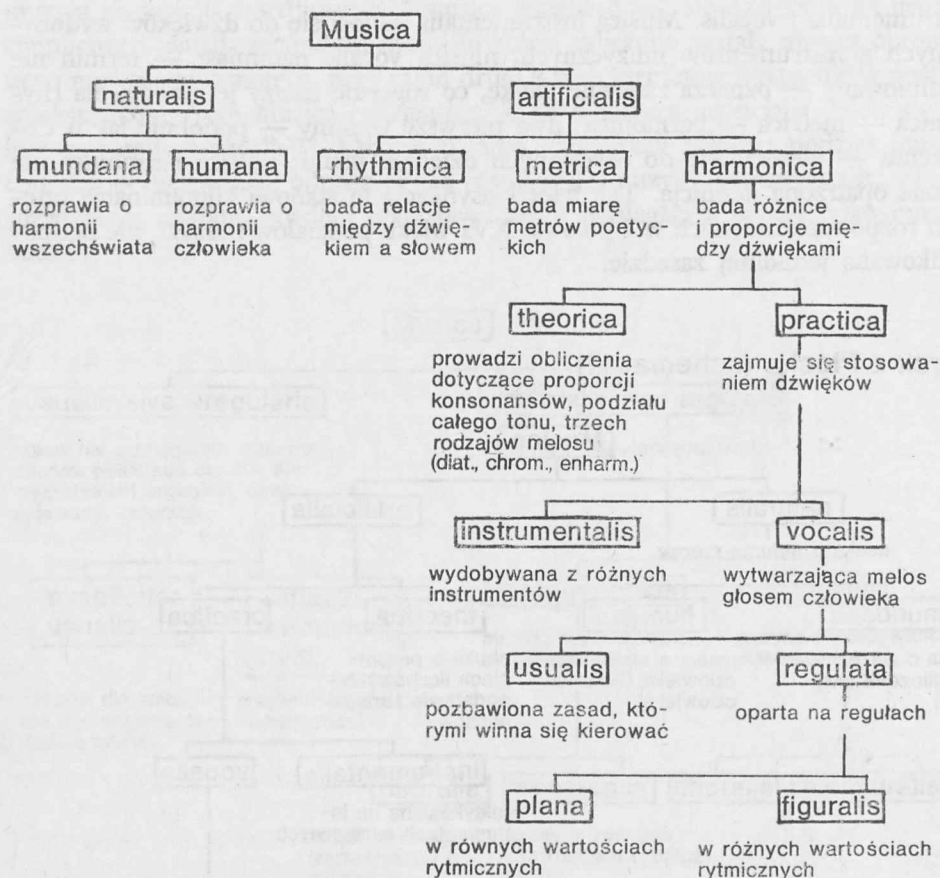 Musica
naturalis
artificialis
mundana
humana
rhythmica
metrica
harmonica
rozprawia o
harmonii
wszechświata
rozprawia o
harmonii
człowieka
bada relacje
między dźwię-
kiem a słowem
bada miarę
metrów poetyc-
kich
bada różnice
i proporcje mię-
dzy dźwiękami
theorica
practica
prowadzi obliczenia
dotyczące proporcji
konsonansów, podziału
całego tonu, trzech
rodzajów melosu
(diat., chrom., enharm.)
zajmuje się stosowa-
niem dźwięków
instrumentalis
vocalis
wydobywana z różnych
instrumentów
wytwarzająca melos
głosem człowieka
usualis
regulata
pozbawiona zasad, któ-
rymi winna się kierować
oparta na regułach
plana
figuralis
w równych wartościach
rytmicznych
w różnych wartościach
rytmicznych